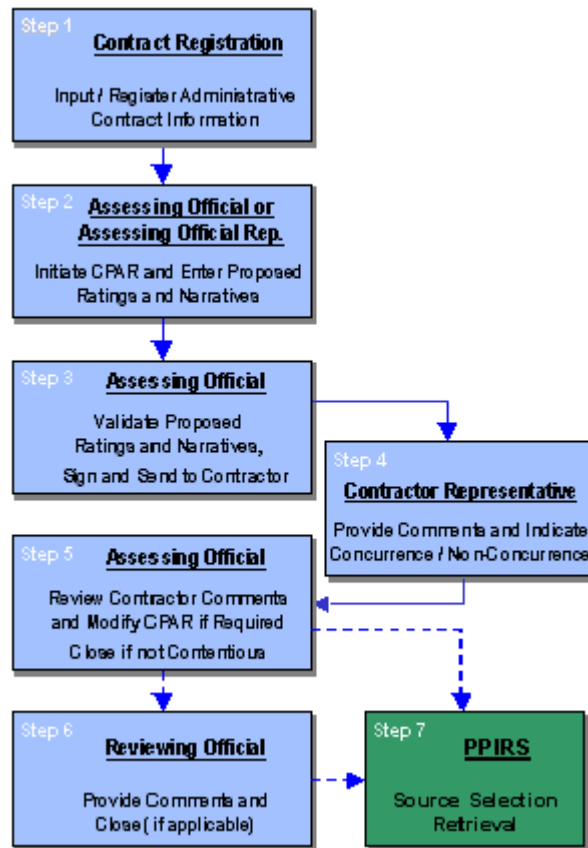 Step 1
Contract Registration
Input / Register Administrative
Contract Information
Step 2
Assessing Official or
Assessing Official Rep.
Initiate CPAR and Enter Proposed
Ratings and Narratives
Step 3
Assessing Official
Validate Proposed
Ratings and Narratives,
Sign and Send to Contractor
Step 4
Contractor Representative
Provide Comments and Indicate
Concurrence / Non-Concurrence
Step 5
Assessing Official
Review Contractor Comments
and Modify CPAR if Required
Close if not Contentious
Step 6
Reviewing Official
Provide Comments and
Close( if applicable)
Step 7
PPIRS
Source Selection
Retrieval